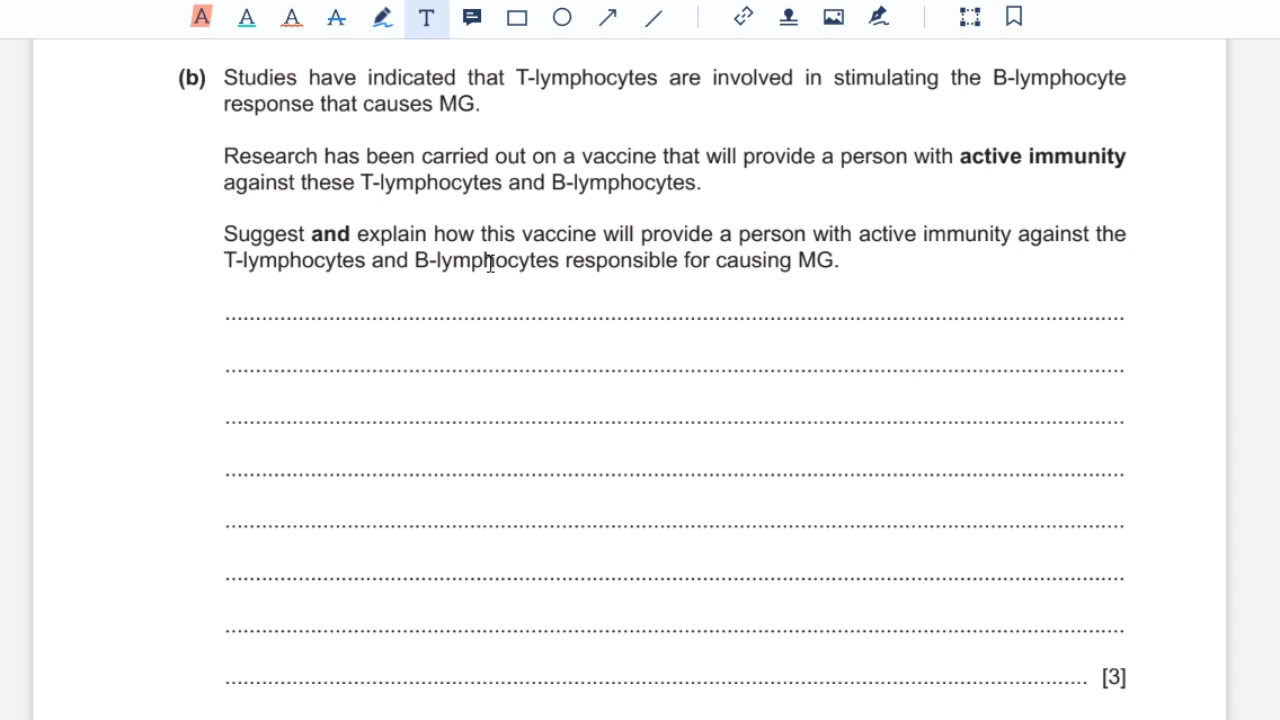 (b) Studies have indicated that T-lymphocytes are involved in stimulating the B-lymphocyte
response that causes MG.
Research has been carried out on a vaccine that will provide a person with active immunity
against these T-lymphocytes and B-lymphocytes.
Suggest and explain how this vaccine will provide a person with active immunity against the
T-lymphocytes and B-lymphocytes responsible for causing MG.
[3]